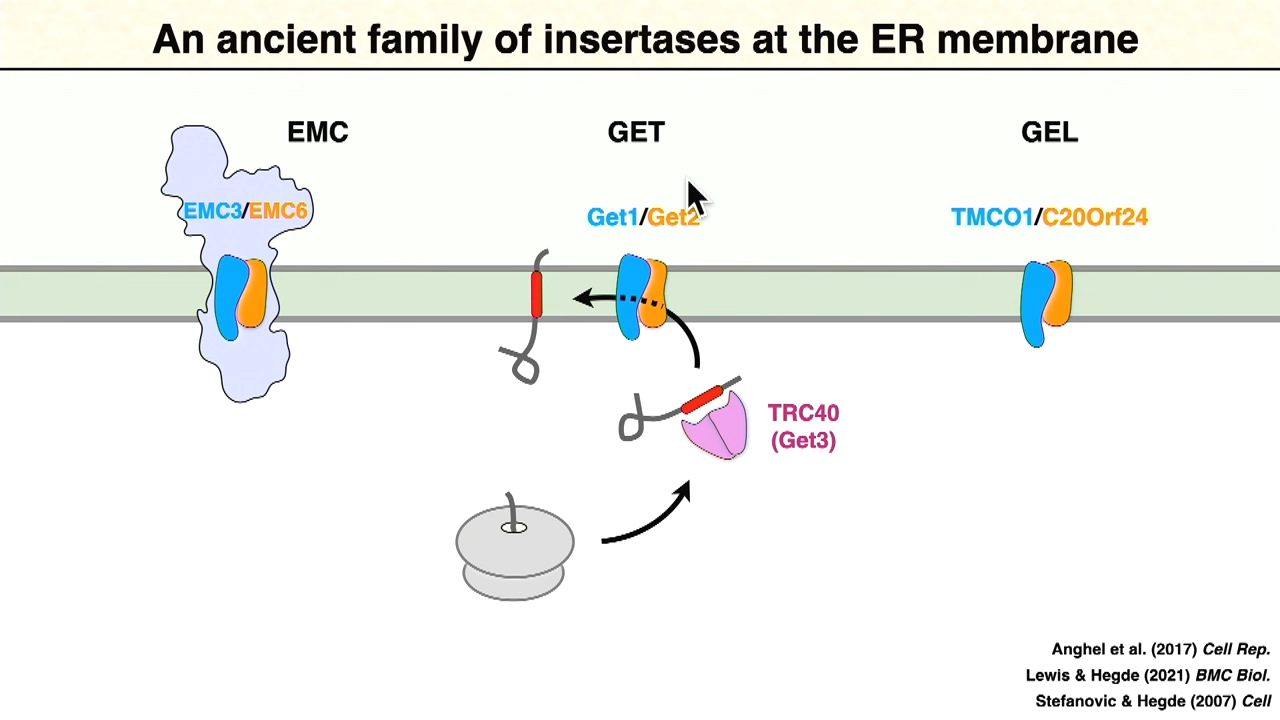 An ancient family of insertases at the ER membrane
EMC
GET
GEL
EMC3/EMC6
Get1/Get2
TMCO1/C20Orf24
TRC40
(Get3)
Anghel et al. (2017) Cell Rep.
Lewis & Hegde (2021) BMC Biol.
Stefanovic & Hegde (2007) Cell